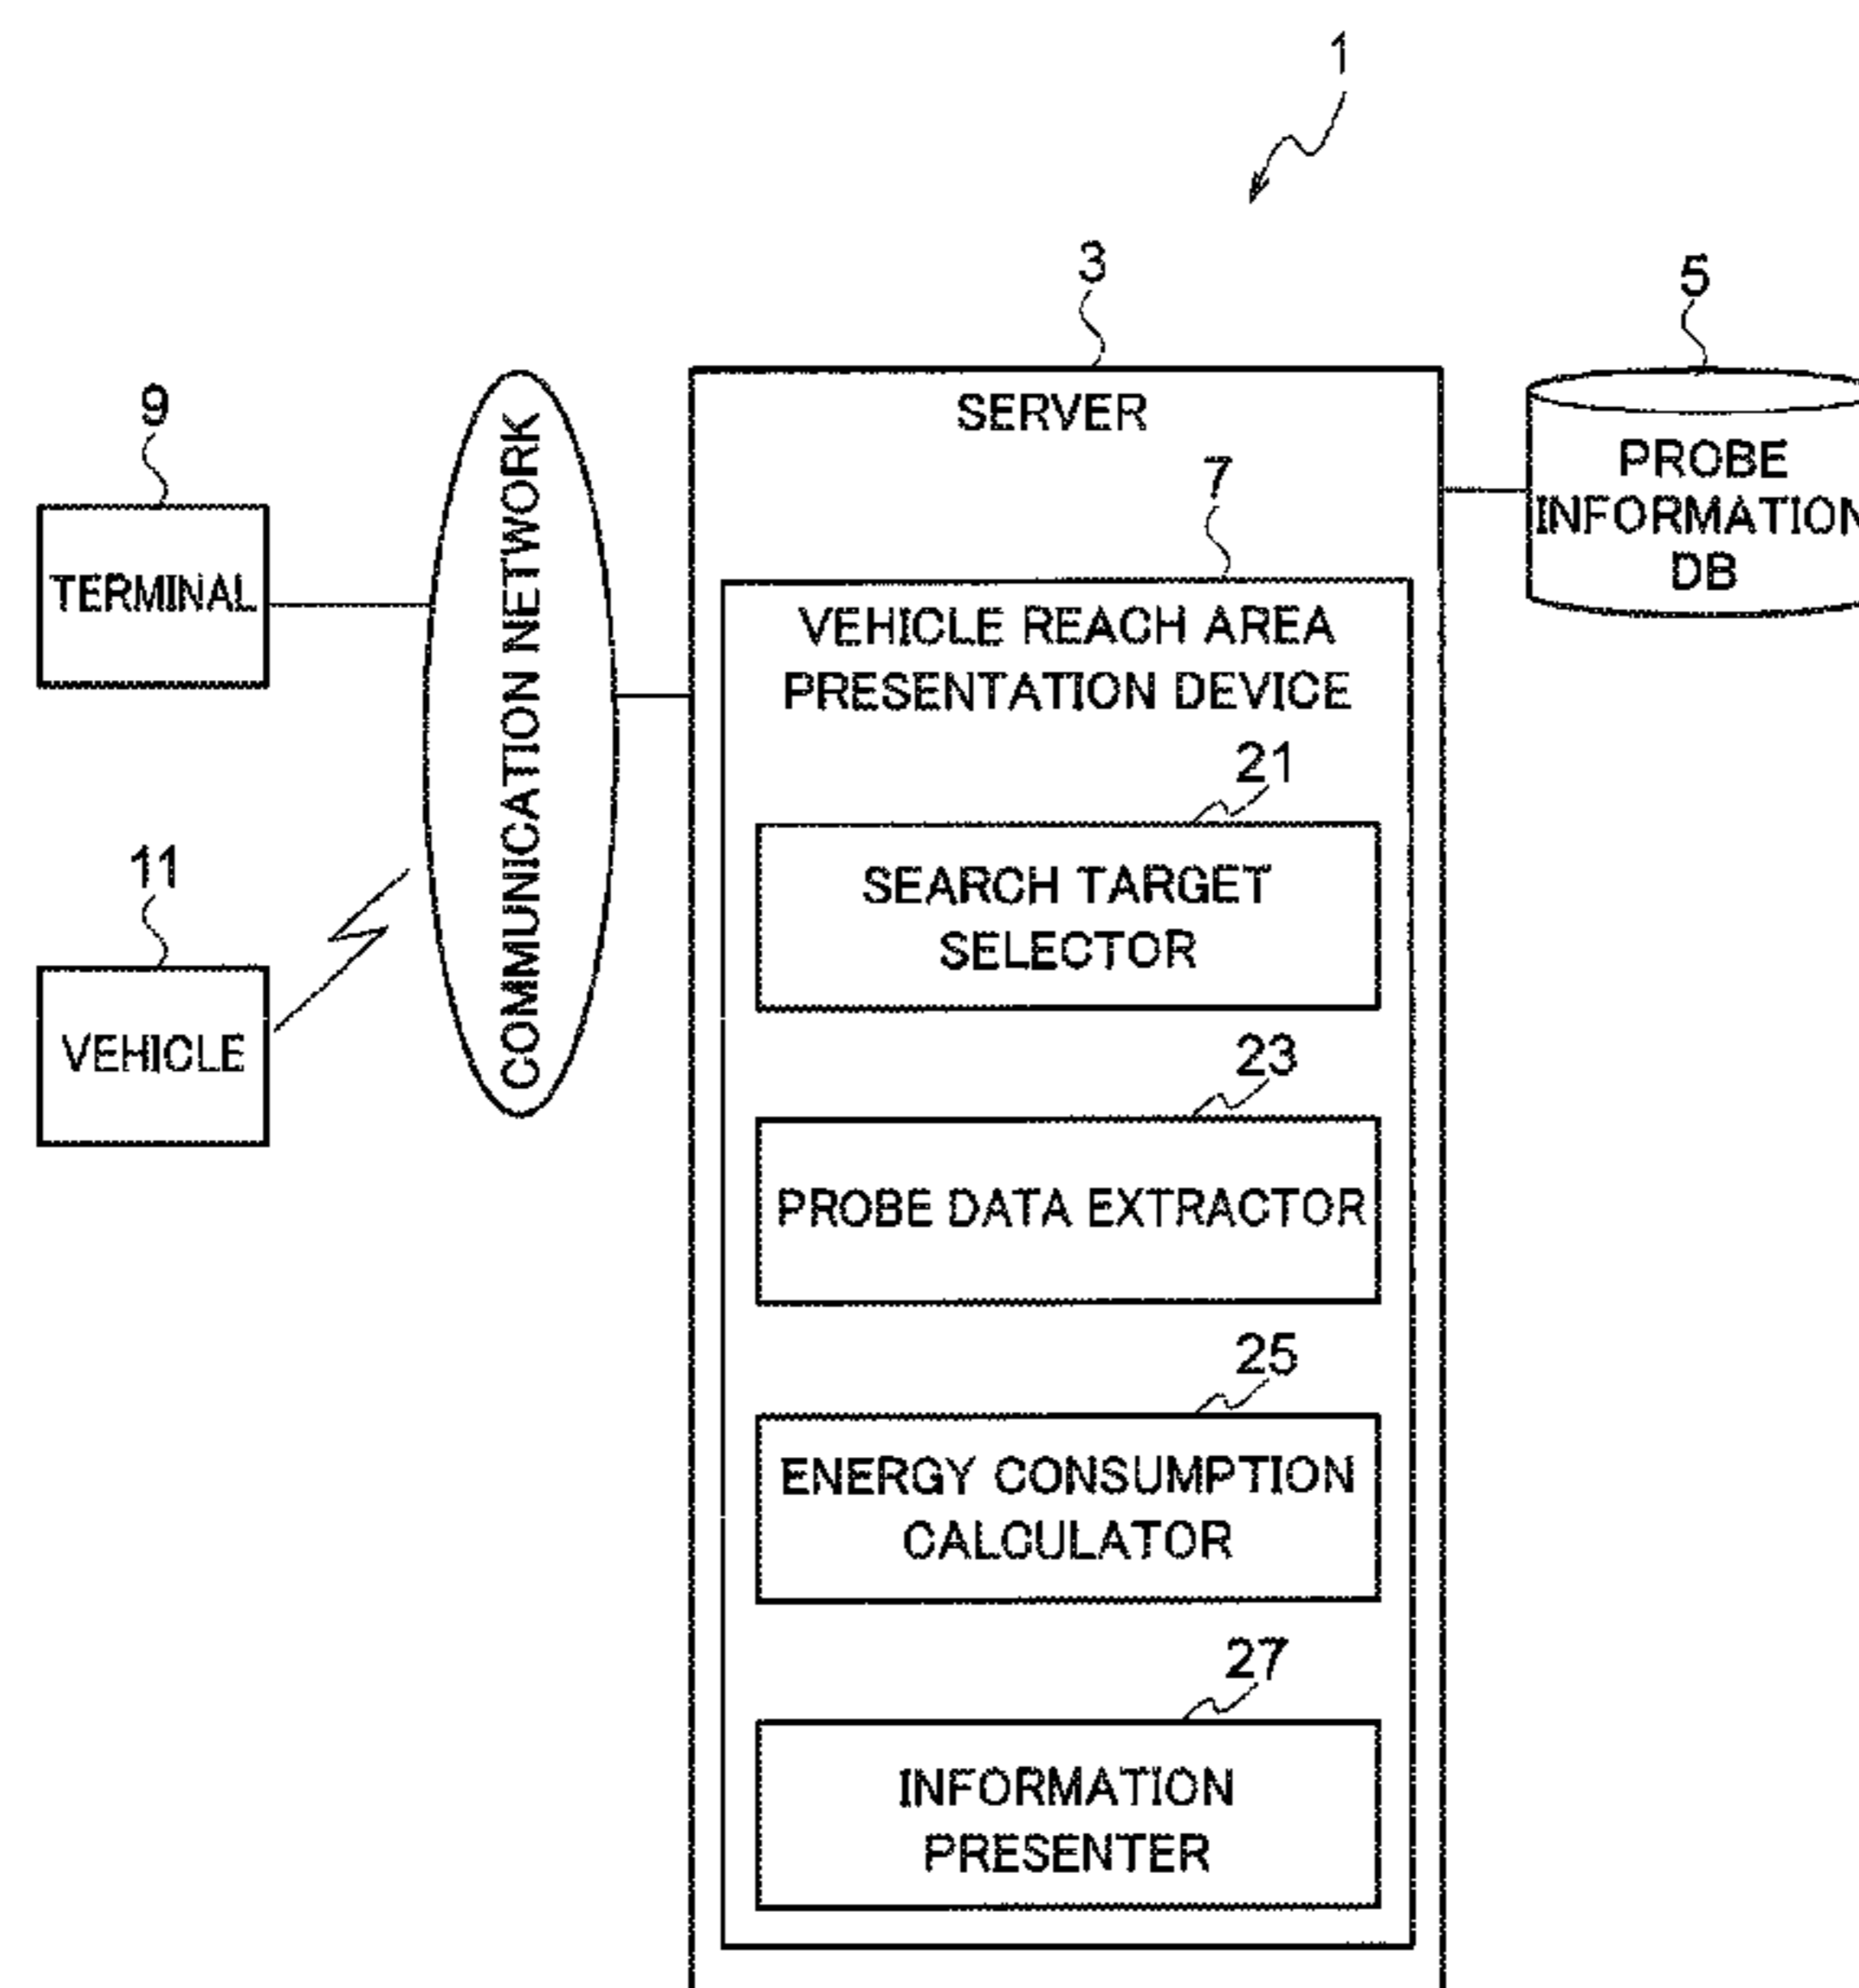 1
3
5
SERVER
9
PROBE
INFORMATION
DB
7
COMMUNICATION NETWORK
TERMINAL
VEHICLE REACH AREA
PRESENTATION DEVICE
21
11
SEARCH TARGET
SELECTOR
VEHICLE
23
PROBE DATA EXTRACTOR
25
ENERGY CONSUMPTION
CALCULATOR
27
INFORMATION
PRESENTER